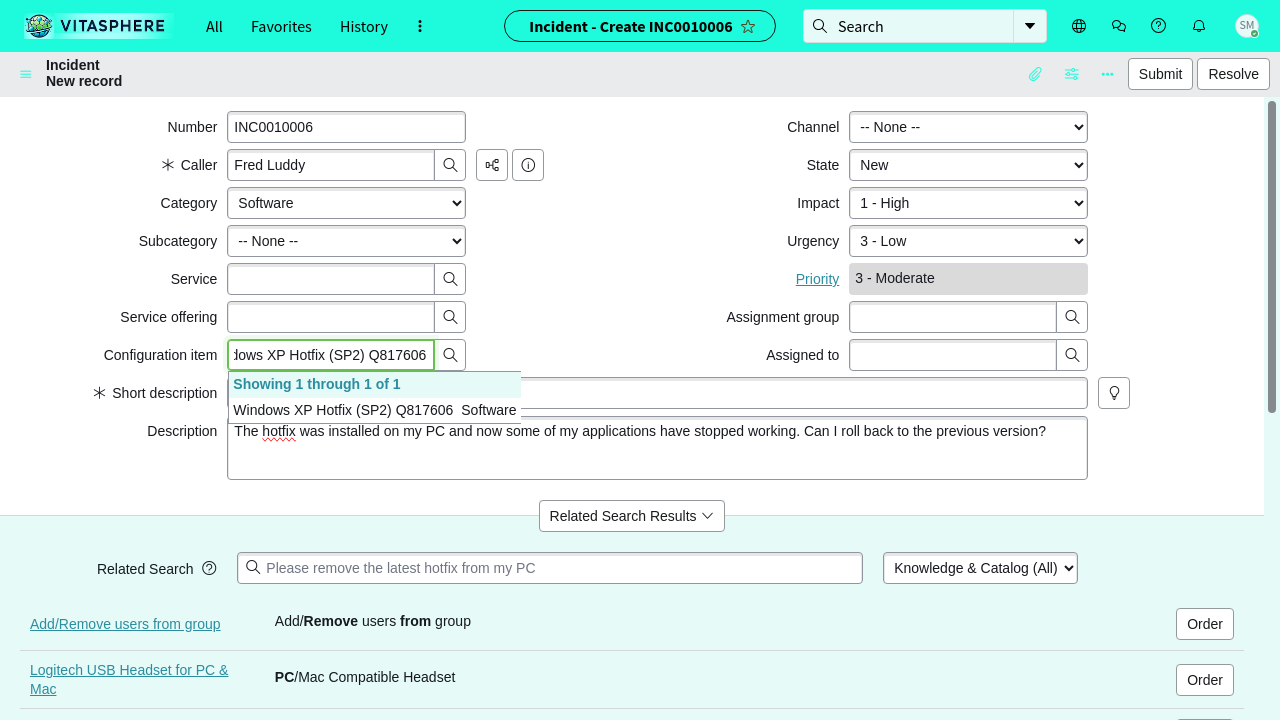 VITASPHERE
All
Favorites
History
Incident - Create INC0010006
Search
SM
Incident
New record
Submit
Resolve
Number
INC0010006
Channel
-- None --
Caller
Fred Luddy
State
New
Category
Software
Impact
1 - High
Subcategory
-- None --
Urgency
3 - Low
Service
Priority
3 - Moderate
Service offering
Assignment group
Configuration item
dows XP Hotfix (SP2) Q817606
Assigned to
Showing 1 through 1 of 1
Short description
Windows XP Hotfix (SP2) Q817606 Software
Description
The hotfix was installed on my PC and now some of my applications have stopped working. Can I roll back to the previous version?
Related Search Results
Related Search
Please remove the latest hotfix from my PC
Knowledge & Catalog (All)
Add/Remove users from group
Add/Remove users from group
Order
Logitech USB Headset for PC &
Mac
PC/Mac Compatible Headset
Order